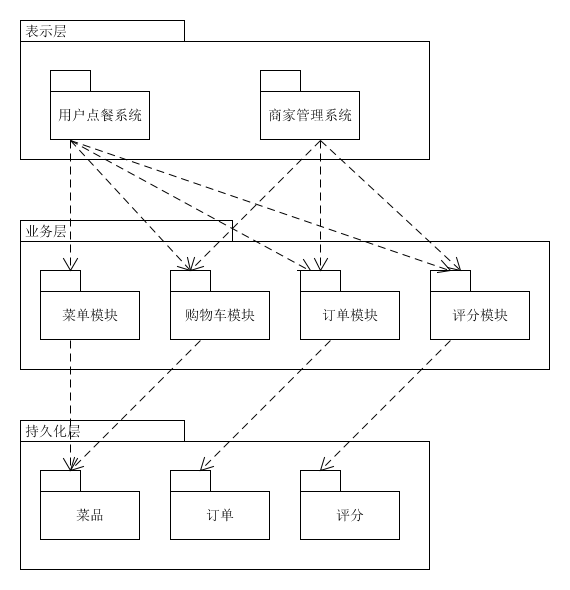 表示层
用户点餐系统
商家管理系统
业务层
菜单模块
购物车模块
订单模块
评分模块
持久化层
菜品
订单
评分